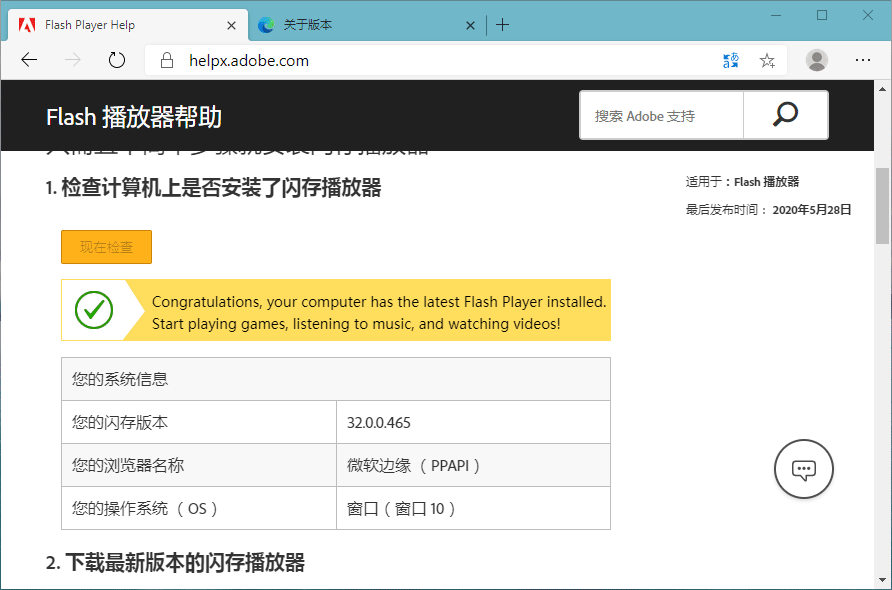 Flash Player Help
关于版本
helpx.adobe.com
Flash 播放器帮助
搜索 Adobe 支持
1. 检查计算机上是否安装了闪存播放器
适用于：Flash 播放器
最后发布时间： 2020年5月28日
现在检查
Congratulations, your computer has the latest Flash Player installed.
Start playing games, listening to music, and watching videos!
您的系统信息
您的闪存版本 32.0.0.465
您的浏览器名称 微软边缘 （ PPAPI ）
您的操作系统 （ OS ） 窗口（ 窗口 10 ）
2. 下载最新版本的闪存播放器